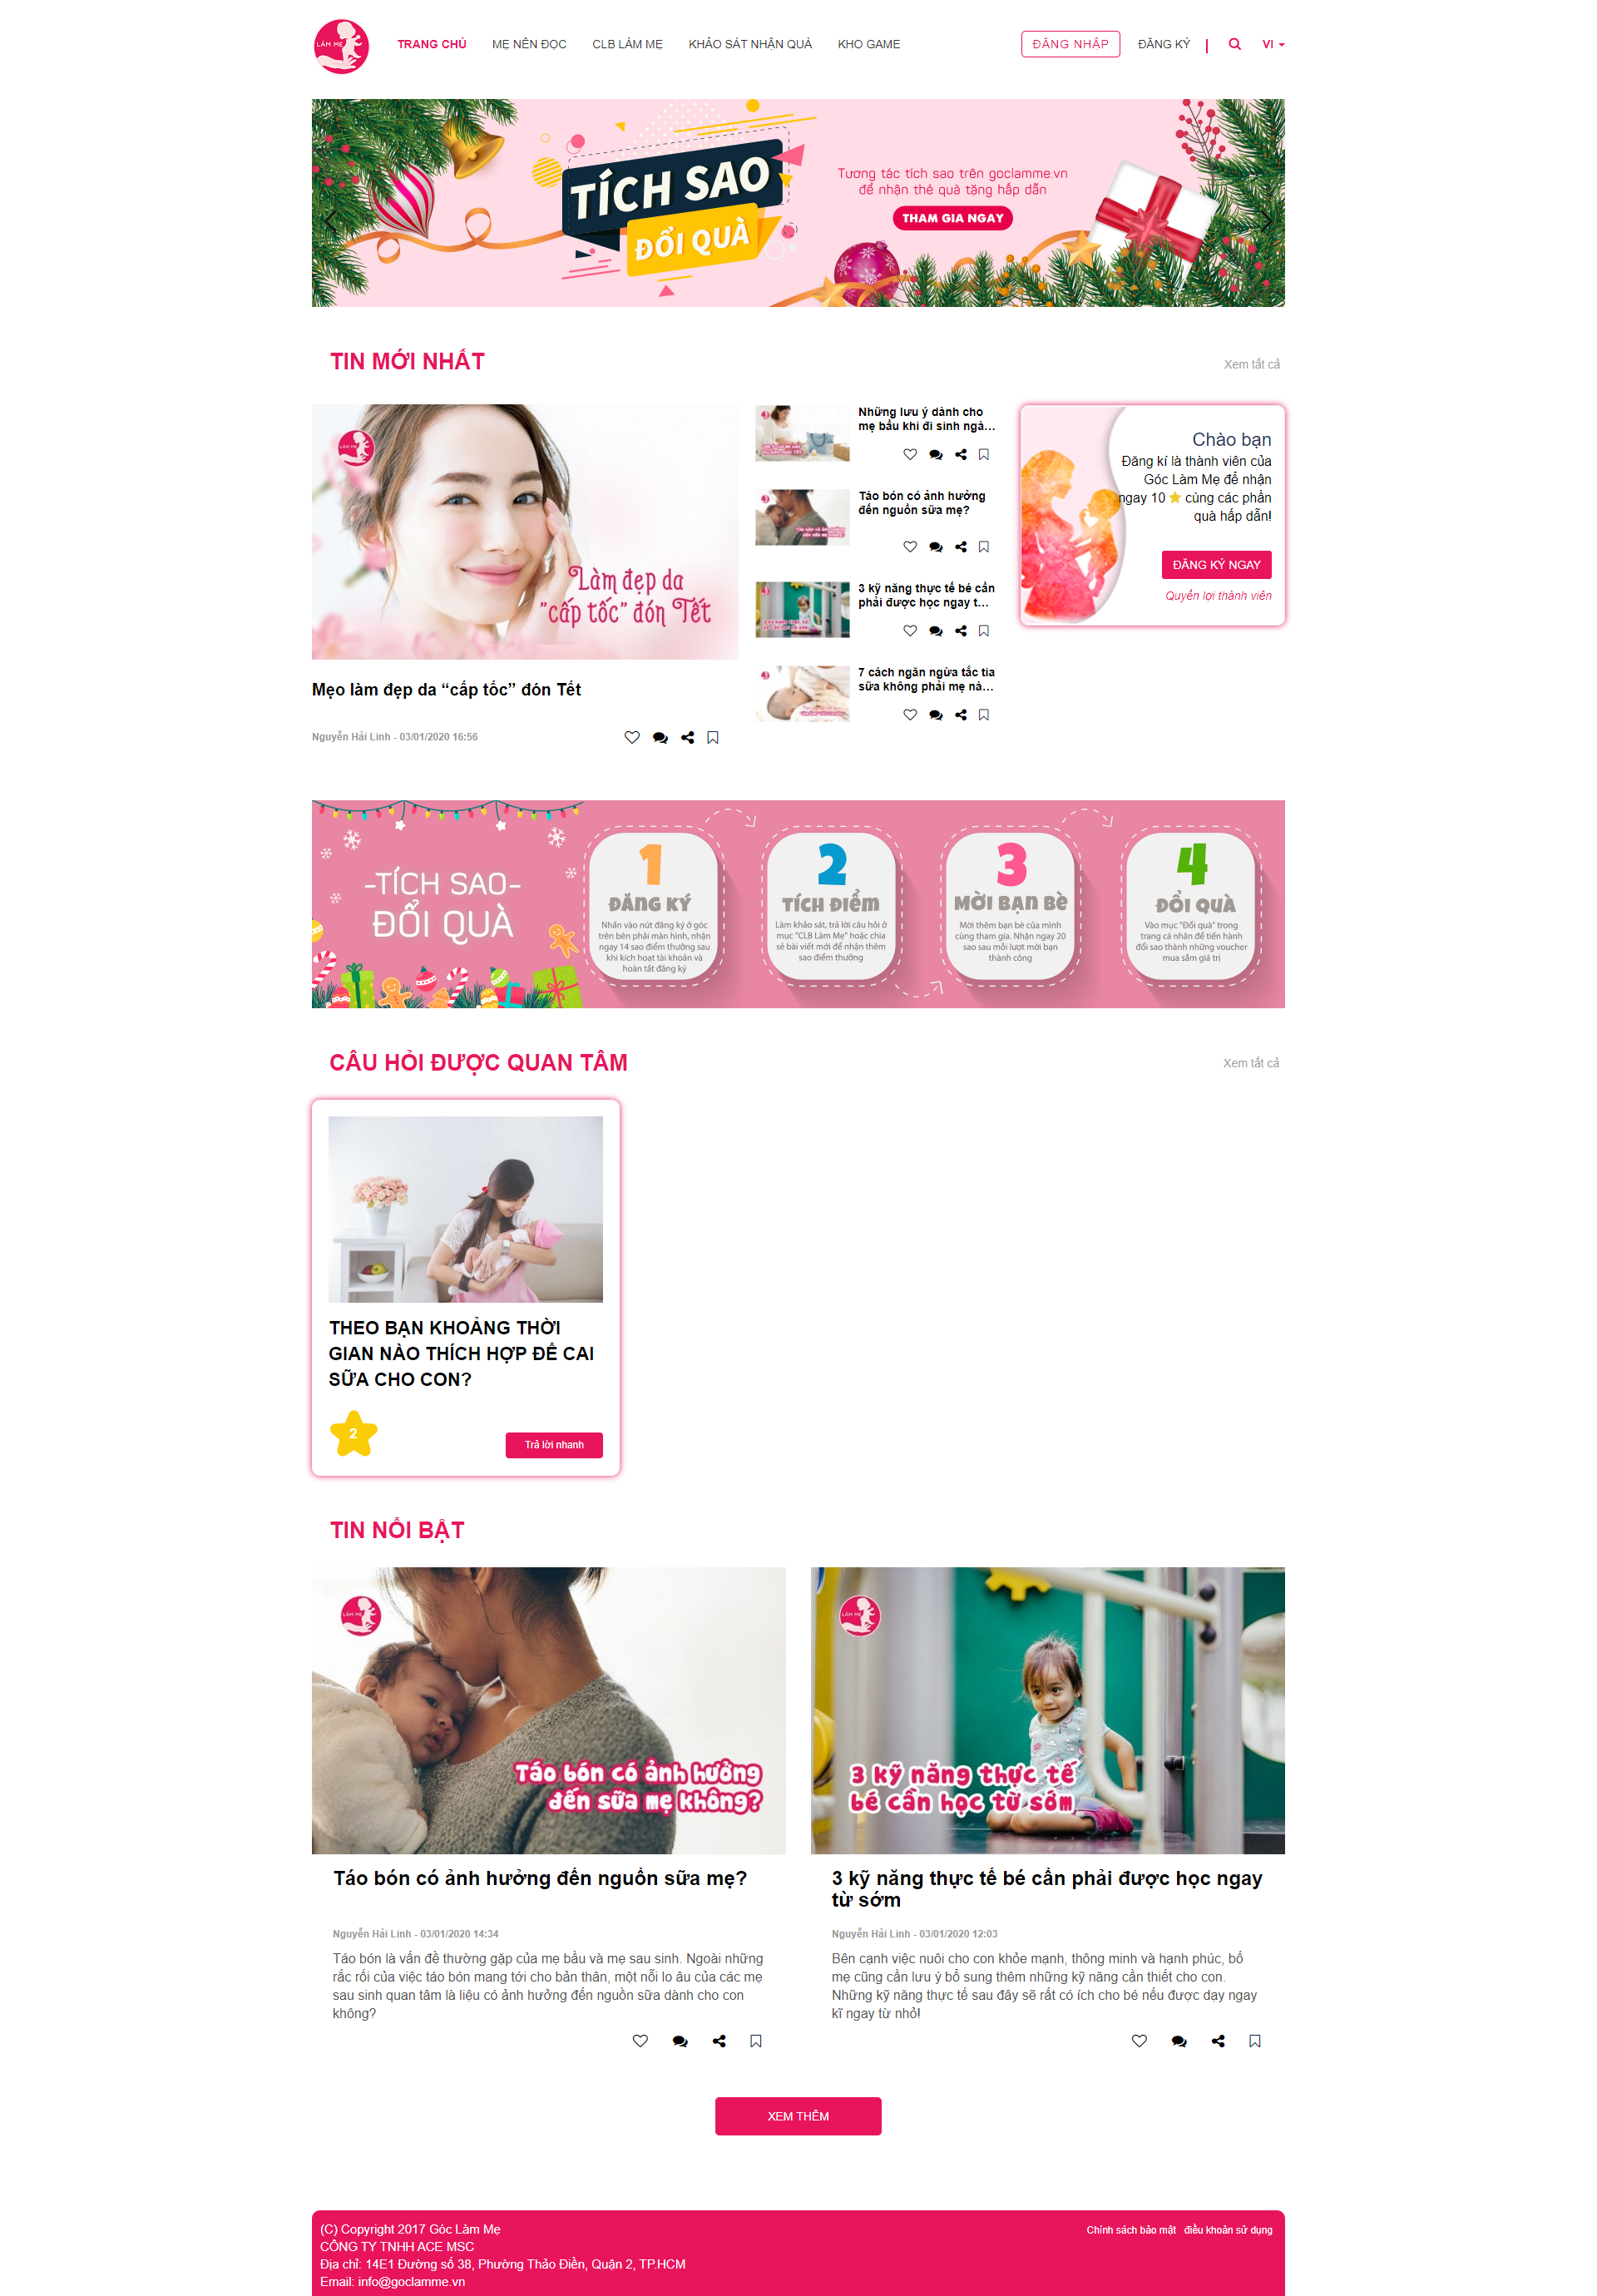 LÀM MẸ
TRANG CHỦ MẸ NÊN ĐỌC CLB LÀM MẸ KHẢO SÁT NHẬN QUÀ KHO GAME ĐĂNG NHẬP ĐĂNG KÝ | VI
TÍCH SAO
ĐỔI QUÀ
Tương tác tích sao trên goclamme.vn
để nhận thẻ quà tặng hấp dẫn
THAM GIA NGAY
TIN MỚI NHẤT
Xem tất cả
LÀM MẸ
Làm đẹp da
"cấp tốc" đón Tết
Mẹo làm đẹp da “cấp tốc” đón Tết
Nguyễn Hải Linh - 03/01/2020 16:56
Những lưu ý dành cho
mẹ bầu khi đi sinh ngà...
Táo bón có ảnh hưởng
đến nguồn sữa mẹ?
3 kỹ năng thực tế bé cần
phải được học ngay t...
7 cách ngăn ngừa tắc tia
sữa không phải mẹ nà...
Chào bạn
Đăng kí là thành viên của
Góc Làm Mẹ để nhận
ngay 10 cùng các phần
quà hấp dẫn!
ĐĂNG KÝ NGAY
Quyền lợi thành viên
-TÍCH SAO-
ĐỔI QUÀ
1
ĐĂNG KÝ
Nhấn vào nút đăng ký ở góc
trên bên phải màn hình, nhận
ngay 14 sao điểm thưởng sau
khi kích hoạt tài khoản và
hoàn tất đăng ký
2
TÍCH ĐIỂM
Làm khảo sát, trả lời câu hỏi ở
mục "CLB Làm Mẹ" hoặc chia
sẻ bài viết mới để nhận thêm
sao điểm thưởng
3
MỜI BẠN BÈ
Mời thêm bạn bè của mình
cùng tham gia. Nhận ngay 20
sao sau mỗi lượt mời bạn
thành công
4
ĐỔI QUÀ
Vào mục "Đổi quà" trong
trang cá nhân để tiến hành
đổi sao thành những voucher
mua sắm giá trị
CÂU HỎI ĐƯỢC QUAN TÂM
Xem tất cả
THEO BẠN KHOẢNG THỜI
GIAN NÀO THÍCH HỢP ĐỂ CAI
SỮA CHO CON?
2
Trả lời nhanh
TIN NỔI BẬT
LÀM MẸ
Táo bón có ảnh hưởng
đến sữa mẹ không?
Táo bón có ảnh hưởng đến nguồn sữa mẹ?
Nguyễn Hải Linh - 03/01/2020 14:34
Táo bón là vấn đề thường gặp của mẹ bầu và mẹ sau sinh. Ngoài những
rắc rối của việc táo bón mang tới cho bản thân, một nỗi lo âu của các mẹ
sau sinh quan tâm là liệu có ảnh hưởng đến nguồn sữa dành cho con
không?
LÀM MẸ
3 kỹ năng thực tế
bé cần học từ sớm
3 kỹ năng thực tế bé cần phải được học ngay
từ sớm
Nguyễn Hải Linh - 03/01/2020 12:03
Bên cạnh việc nuôi cho con khỏe mạnh, thông minh và hạnh phúc, bố
mẹ cũng cần lưu ý bổ sung thêm những kỹ năng cần thiết cho con.
Những kỹ năng thực tế sau đây sẽ rất có ích cho bé nếu được dạy ngay
kĩ ngay từ nhỏ!
XEM THÊM
(C) Copyright 2017 Góc Làm Mẹ
CÔNG TY TNHH ACE MSC
Địa chỉ: 14E1 Đường số 38, Phường Thảo Điền, Quận 2, TP.HCM
Email: info@goclamme.vn
Chính sách bảo mật điều khoản sử dụng